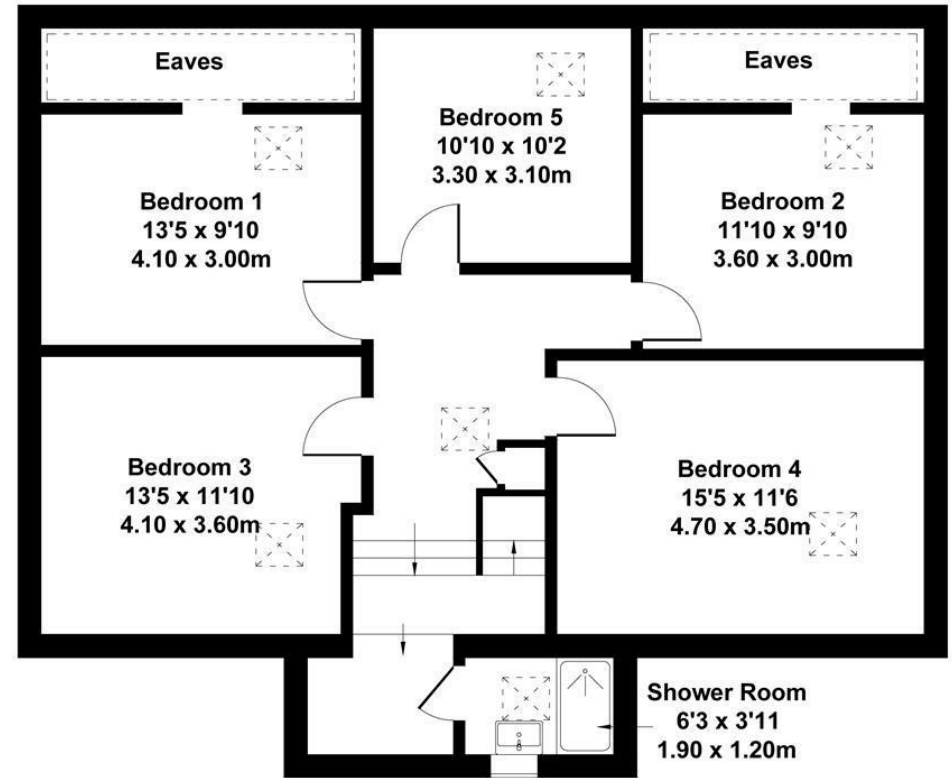 Eaves
Eaves
Bedroom 5
10'10 x 10'2
3.30 x 3.10m
Bedroom 1
13'5 x 9'10
4.10 x 3.00m
Bedroom 2
11'10 x 9'10
3.60 x 3.00m
Bedroom 3
13'5 x 11'10
4.10 x 3.60m
Bedroom 4
15'5 x 11'6
4.70 x 3.50m
Shower Room
6'3 x 3'11
1.90 x 1.20m